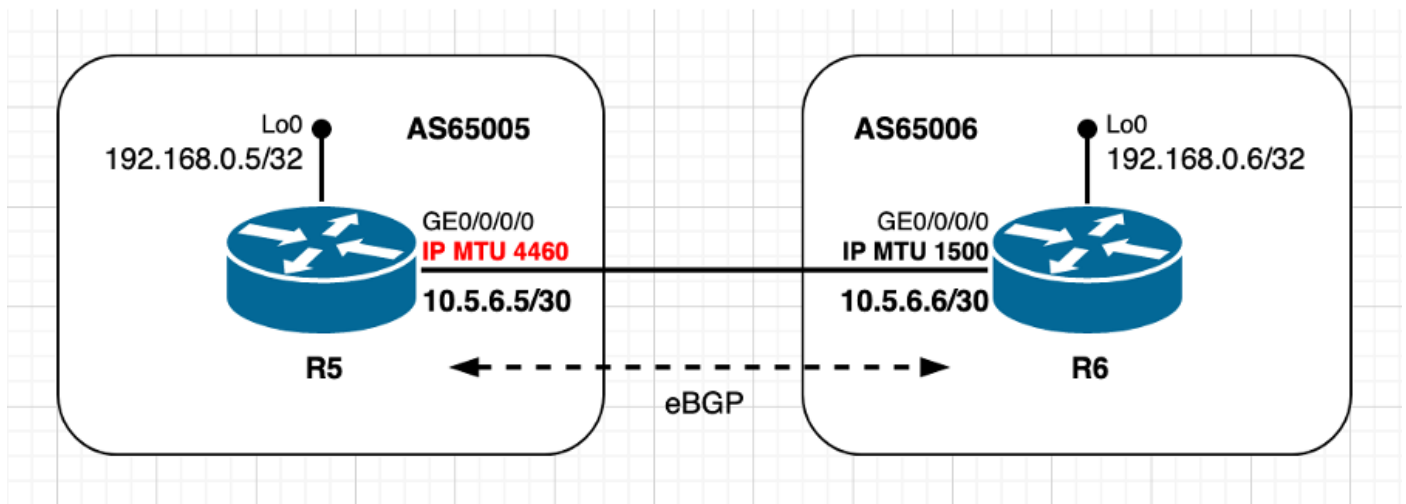 Lo0
192.168.0.5/32
AS65005
GE0/0/0/0
IP MTU 4460
10.5.6.5/30
R5
AS65006
Lo0
192.168.0.6/32
GE0/0/0/0
IP MTU 1500
10.5.6.6/30
R6
eBGP